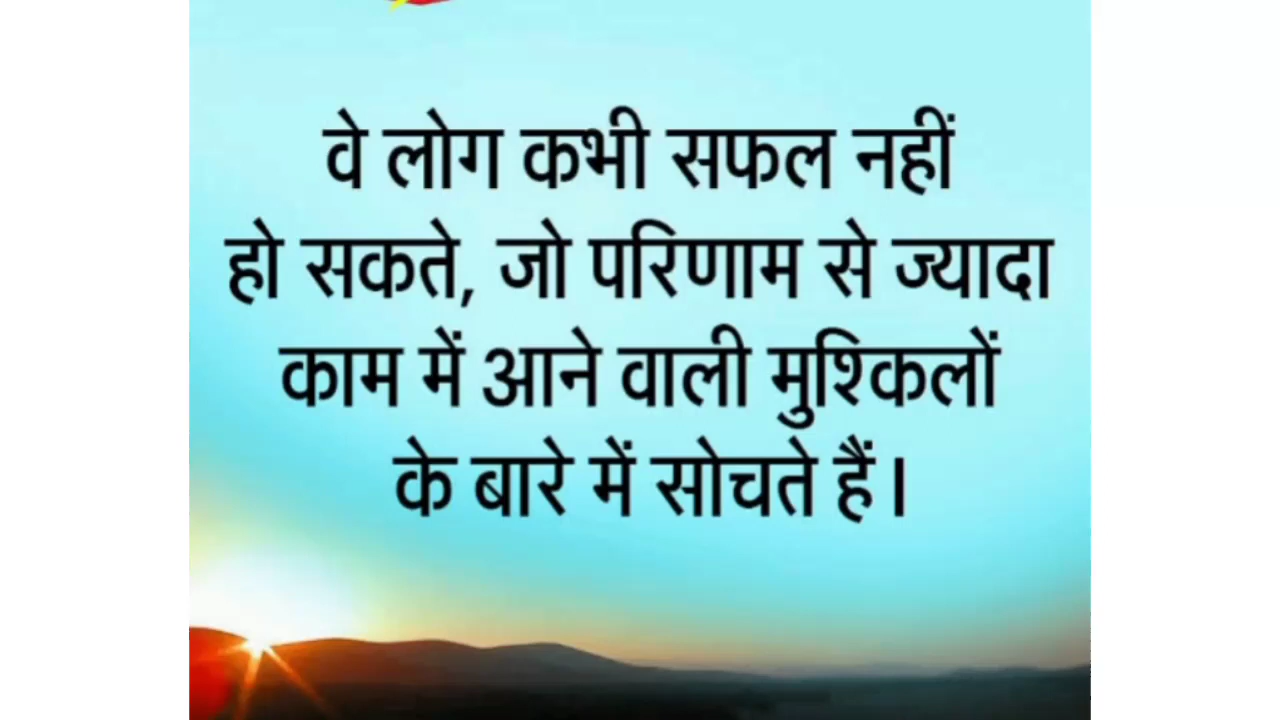 वे लोग कभी सफल नहीं
हो सकते, जो परिणाम से ज्यादा
काम में आने वाली मुश्किलों
के बारे में सोचते हैं।